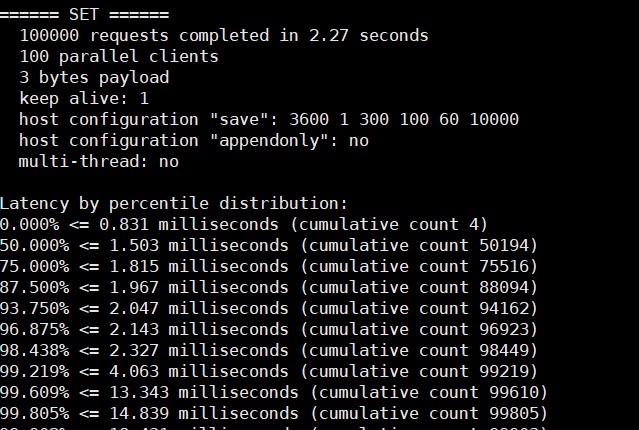 ====== SET ======
100000 requests completed in 2.27 seconds
100 parallel clients
3 bytes payload
keep alive: 1
host configuration "save": 3600 1 300 100 60 10000
host configuration "appendonly": no
multi-thread: no
Latency by percentile distribution:
0.000% <= 0.831 milliseconds (cumulative count 4)
50.000% <= 1.503 milliseconds (cumulative count 50194)
75.000% <= 1.815 milliseconds (cumulative count 75516)
87.500% <= 1.967 milliseconds (cumulative count 88094)
93.750% <= 2.047 milliseconds (cumulative count 94162)
96.875% <= 2.143 milliseconds (cumulative count 96923)
98.438% <= 2.327 milliseconds (cumulative count 98449)
99.219% <= 4.063 milliseconds (cumulative count 99219)
99.609% <= 13.343 milliseconds (cumulative count 99610)
99.805% <= 14.839 milliseconds (cumulative count 99805)